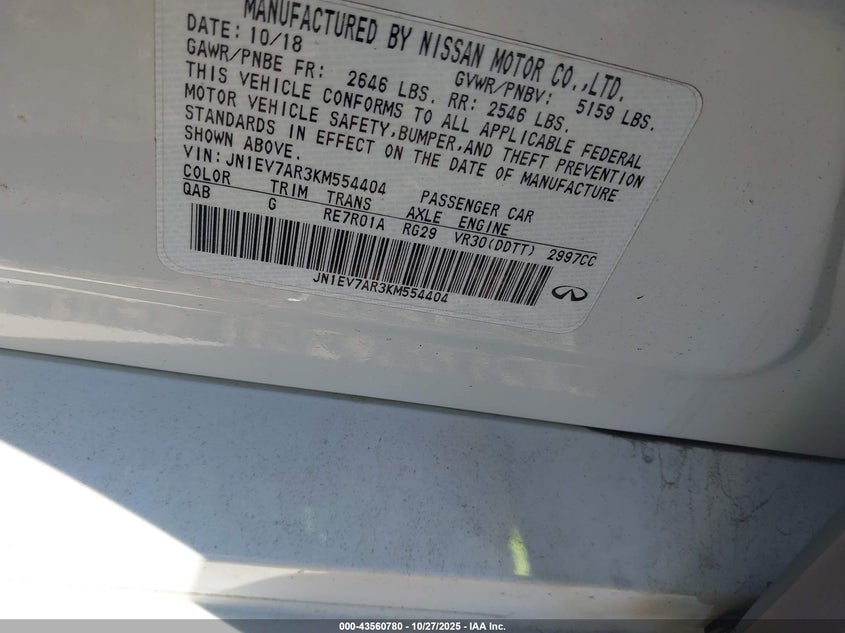 MANUFACTURED BY NISSAN MOTOR CO.,LTD.
DATE: 10/18 GVWR/PNBV: 5159 LBS.
GAWR/PNBE FR: 2646 LBS. RR: 2546 LBS.
THIS VEHICLE CONFORMS TO ALL APPLICABLE FEDERAL
MOTOR VEHICLE SAFETY,BUMPER,AND THEFT PREVENTION
STANDARDS IN EFFECT ON THE DATE OF MANUFACTURE
SHOWN ABOVE.
VIN:JN1EV7AR3KM554404 PASSENGER CAR
COLOR TRIM TRANS AXLE ENGINE
QAB G RE7R01A RG29 VR30(DDTT) 2997CC
JN1EV7AR3KM554404
000-43560780 - 10/27/2025 - IAA Inc.